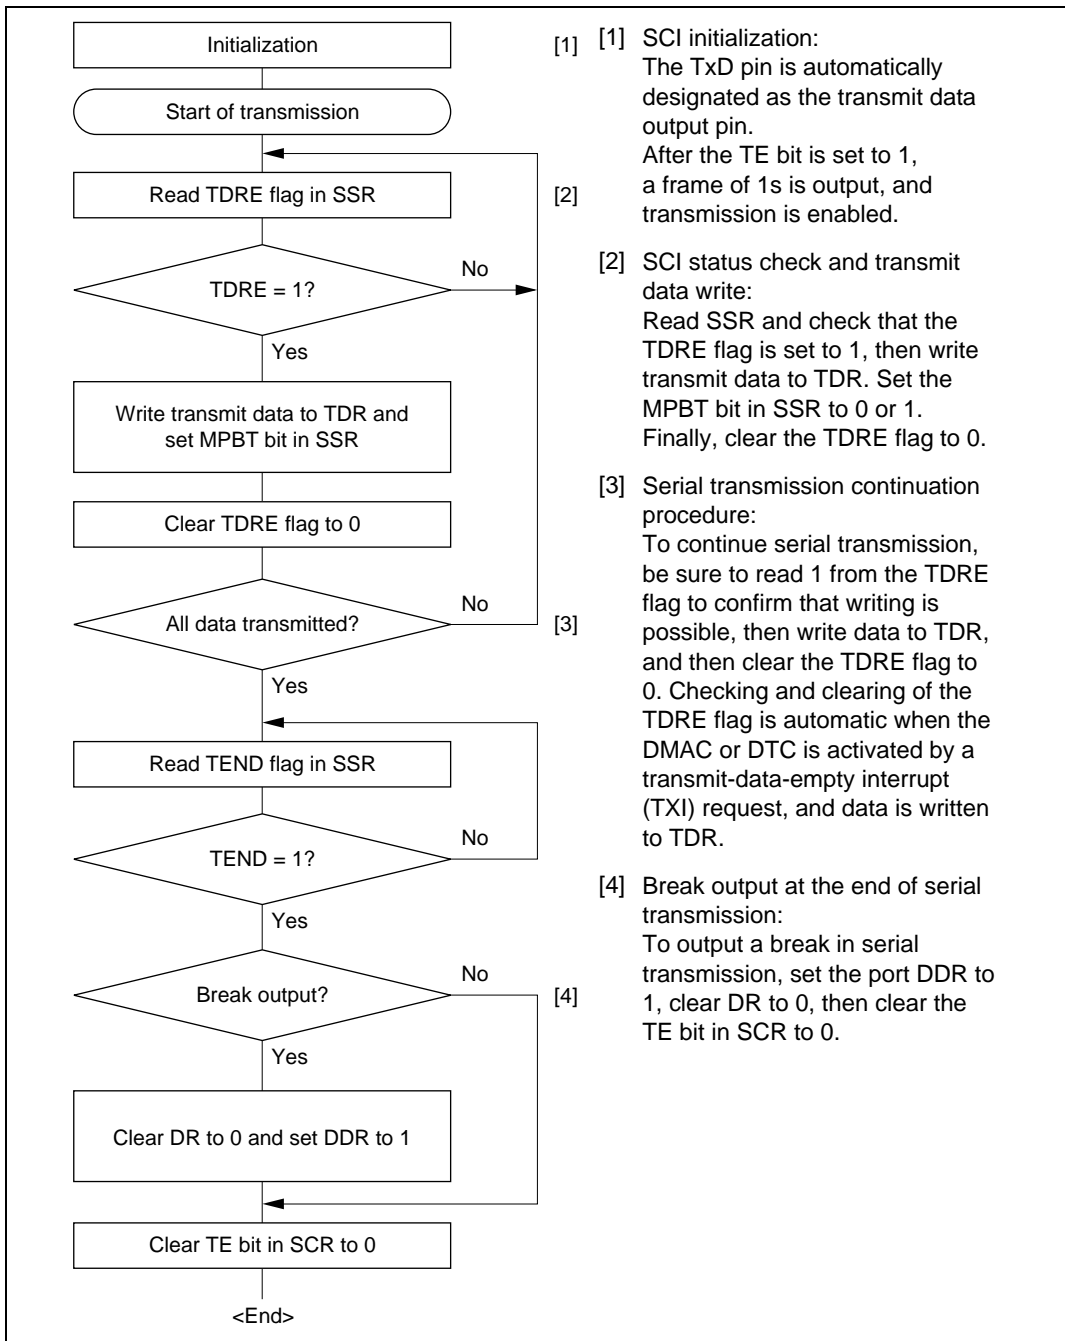 Initialization
[1]
Start of transmission
Read TDRE flag in SSR
[2]
TDRE = 1?
No
Yes
Write transmit data to TDR and
set MPBT bit in SSR
Clear TDRE flag to 0
All data transmitted?
No
[3]
Yes
Read TEND flag in SSR
TEND = 1?
No
Yes
Break output?
No
[4]
Yes
Clear DR to 0 and set DDR to 1
Clear TE bit in SCR to 0
<End>
[1] SCI initialization:
The TxD pin is automatically
designated as the transmit data
output pin.
After the TE bit is set to 1,
a frame of 1s is output, and
transmission is enabled.
[2] SCI status check and transmit
data write:
Read SSR and check that the
TDRE flag is set to 1, then write
transmit data to TDR. Set the
MPBT bit in SSR to 0 or 1.
Finally, clear the TDRE flag to 0.
[3] Serial transmission continuation
procedure:
To continue serial transmission,
be sure to read 1 from the TDRE
flag to confirm that writing is
possible, then write data to TDR,
and then clear the TDRE flag to
0. Checking and clearing of the
TDRE flag is automatic when the
DMAC or DTC is activated by a
transmit-data-empty interrupt
(TXI) request, and data is written
to TDR.
[4] Break output at the end of serial
transmission:
To output a break in serial
transmission, set the port DDR to
1, clear DR to 0, then clear the
TE bit in SCR to 0.